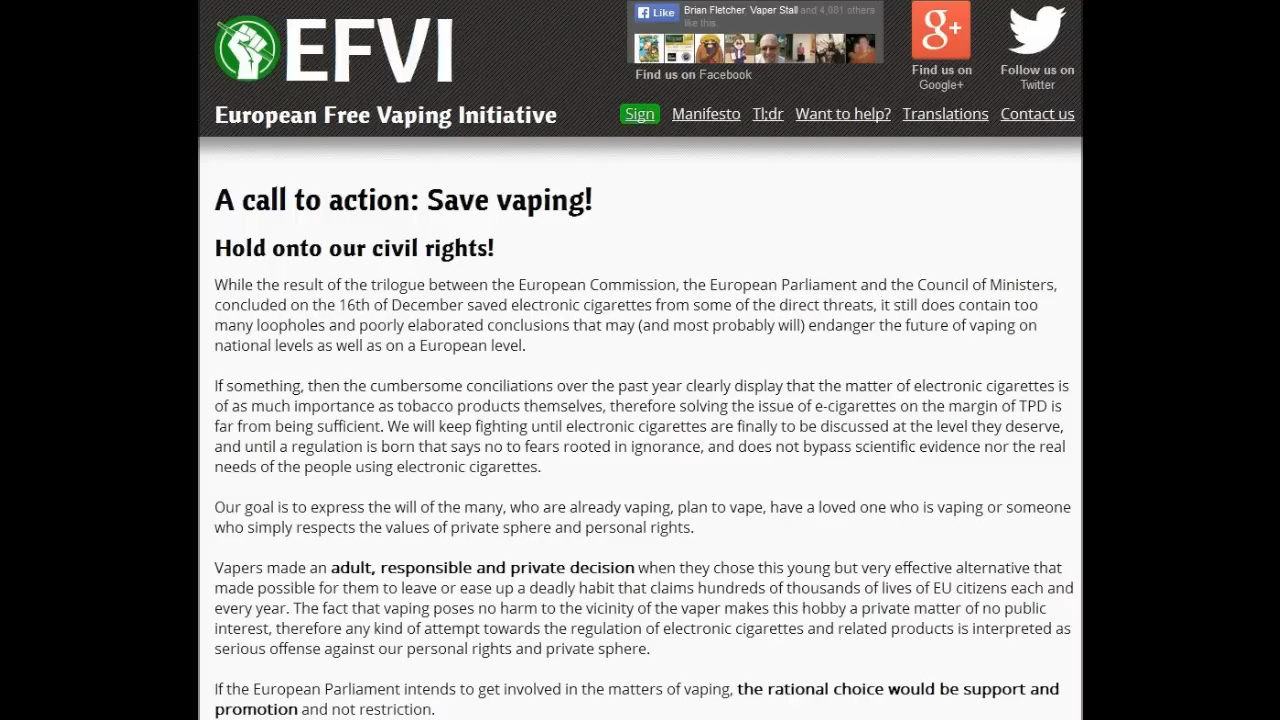 EFVI
European Free Vaping Initiative
Like
Brian Fletcher Vaper Stall and 4,081 others
like this.
Find us on Facebook
g+
Find us on
Google+
Follow us on
Twitter
Sign Manifesto Tl;dr Want to help? Translations Contact us
A call to action: Save vaping!
Hold onto our civil rights!
While the result of the trilogue between the European Commission, the European Parliament and the Council of Ministers,
concluded on the 16th of December saved electronic cigarettes from some of the direct threats, it still does contain too
many loopholes and poorly elaborated conclusions that may (and most probably will) endanger the future of vaping on
national levels as well as on a European level.
If something, then the cumbersome conciliations over the past year clearly display that the matter of electronic cigarettes is
of as much importance as tobacco products themselves, therefore solving the issue of e-cigarettes on the margin of TPD is
far from being sufficient. We will keep fighting until electronic cigarettes are finally to be discussed at the level they deserve,
and until a regulation is born that says no to fears rooted in ignorance, and does not bypass scientific evidence nor the real
needs of the people using electronic cigarettes.
Our goal is to express the will of the many, who are already vaping, plan to vape, have a loved one who is vaping or someone
who simply respects the values of private sphere and personal rights.
Vapers made an adult, responsible and private decision when they chose this young but very effective alternative that
made possible for them to leave or ease up a deadly habit that claims hundreds of thousands of lives of EU citizens each and
every year. The fact that vaping poses no harm to the vicinity of the vaper makes this hobby a private matter of no public
interest, therefore any kind of attempt towards the regulation of electronic cigarettes and related products is interpreted as
serious offense against our personal rights and private sphere.
If the European Parliament intends to get involved in the matters of vaping, the rational choice would be support and
promotion and not restriction.